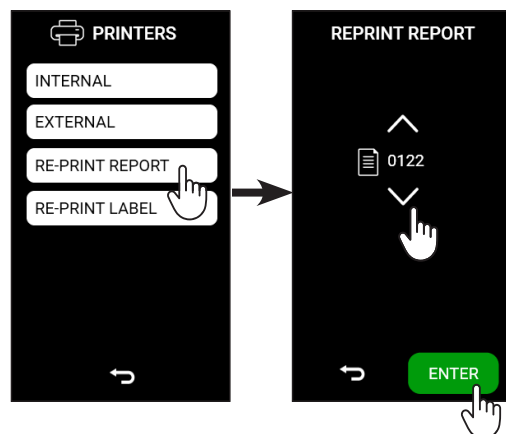 PRINTERS
INTERNAL
EXTERNAL
RE-PRINT REPORT
RE-PRINT LABEL
REPRINT REPORT
0122
ENTER